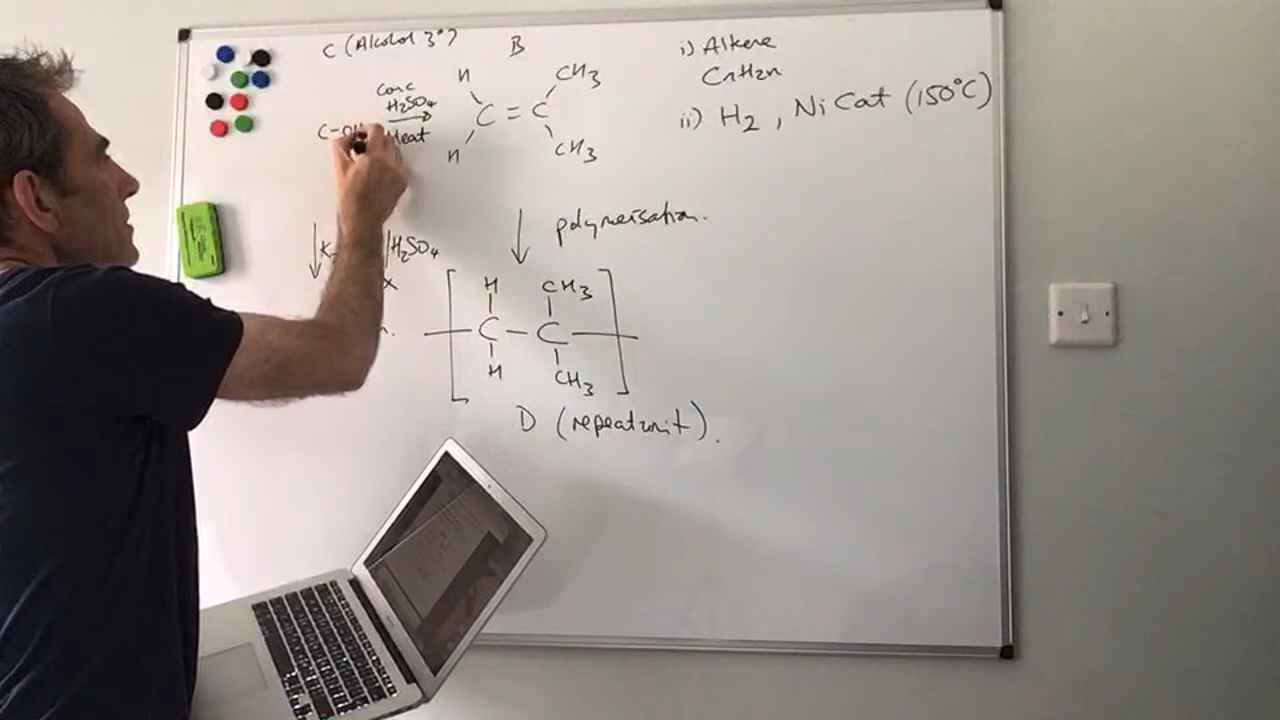 C (Alcohol 3°)
B
i) Alkene
CnH2n
ii) H2, Ni Cat (150°C)
Conc
H2SO4
Heat
C-OH
H CH3
C = C
H CH3
polymerisation.
K /H2SO4
x
n.
H CH3
C - C
H CH3
D (repeat unit).